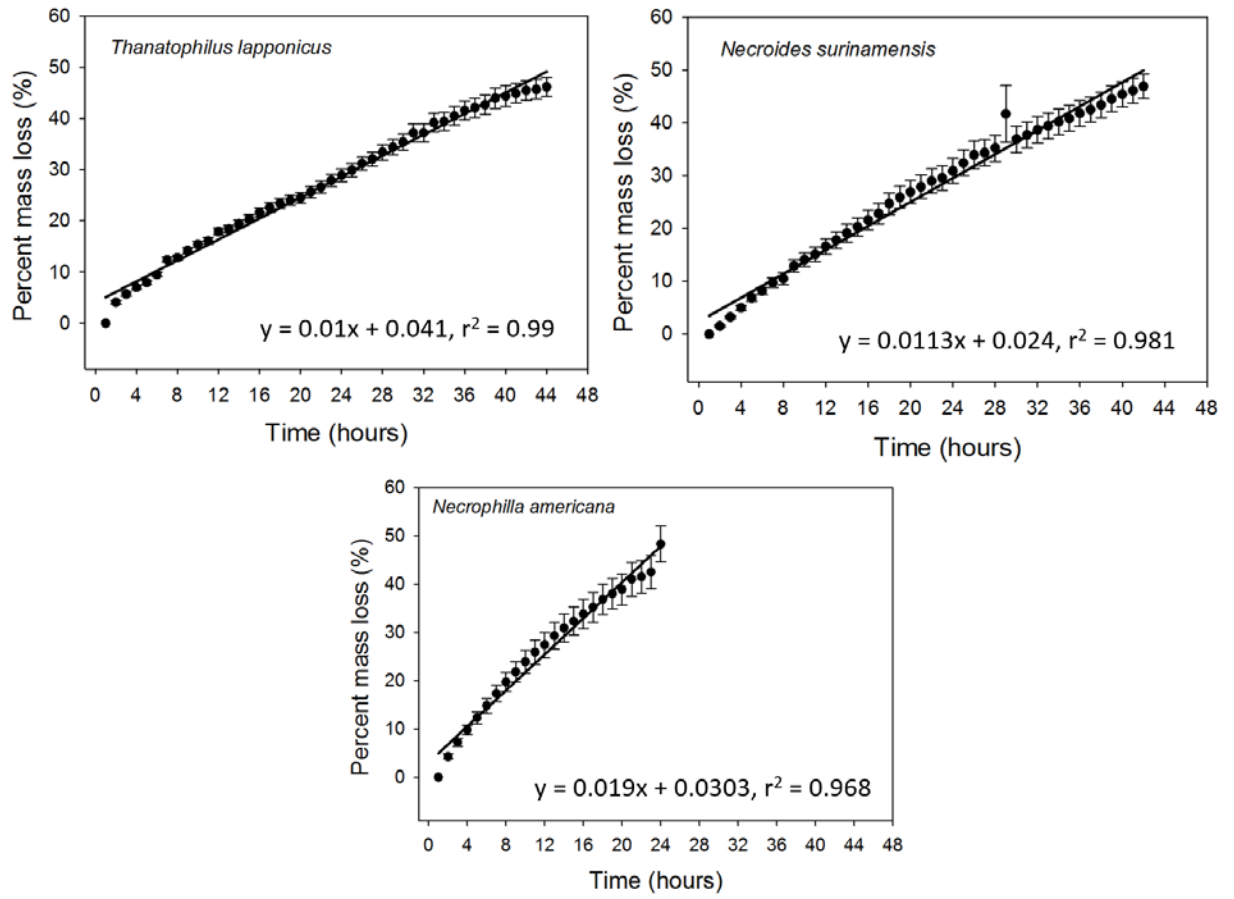 Thanatophilus lapponicus
Percent mass loss (%)
60
50
40
30
20
10
0
y = 0.01x + 0.041, r² = 0.99
0 4 8 12 16 20 24 28 32 36 40 44 48
Time (hours)
Necroides surinamensis
Percent mass loss (%)
60
50
40
30
20
10
0
y = 0.0113x + 0.024, r² = 0.981
0 4 8 12 16 20 24 28 32 36 40 44 48
Time (hours)
Necrophilla americana
Percent mass loss (%)
60
50
40
30
20
10
0
y = 0.019x + 0.0303, r² = 0.968
0 4 8 12 16 20 24 28 32 36 40 44 48
Time (hours)